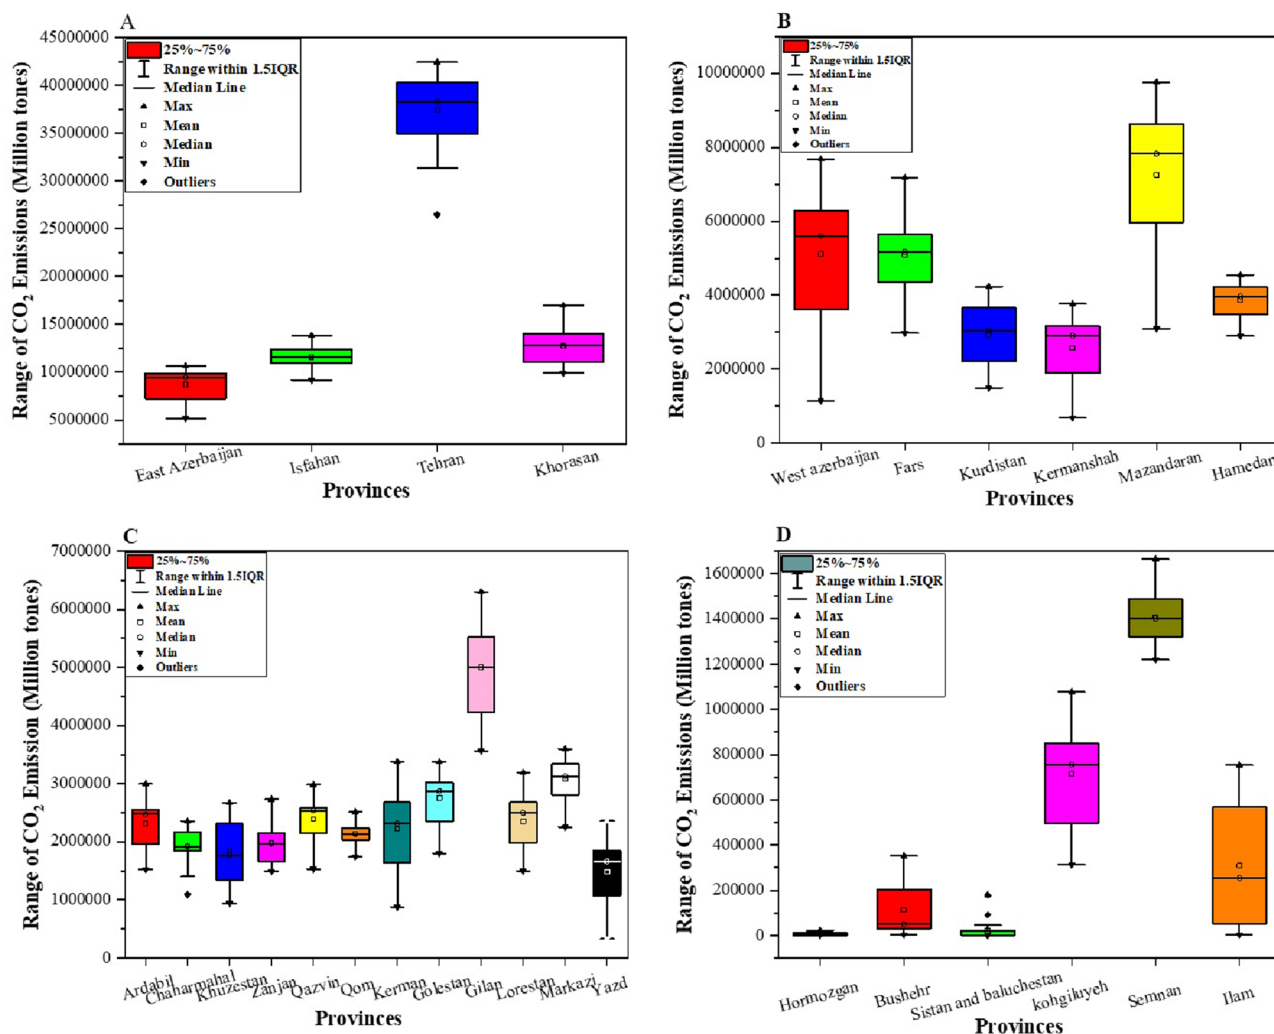 A
Range of CO2 Emissions (Million tones)
45000000
40000000
35000000
30000000
25000000
20000000
15000000
10000000
5000000
25%~75%
Range within 1.5IQR
Median Line
Max
Mean
Median
Min
Outliers
East Azerbaijan
Isfahan
Tehran
Khorasan
Provinces
B
Range of CO2 Emissions (Million tones)
10000000
8000000
6000000
4000000
2000000
0
25%~75%
Range within 1.5IQR
Median Line
Max
Mean
Median
Min
Outliers
West azerbaijan
Fars
Kurdistan
Kermanshah
Mazandaran
Hamedan
Provinces
C
Range of CO2 Emission (Million tones)
7000000
6000000
5000000
4000000
3000000
2000000
1000000
0
25%~75%
Range within 1.5IQR
Median Line
Max
Mean
Median
Min
Outliers
Ardabil
Chaharmahal
Khuzestan
Zanjan
Qazvin
Qom
Kerman
Golestan
Gilan
Lorestan
Markazi
Yazd
Provinces
D
Range of CO2 Emissions (Million tones)
1600000
1400000
1200000
1000000
800000
600000
400000
200000
0
25%~75%
Range within 1.5IQR
Median Line
Max
Mean
Median
Min
Outliers
Hormozgan
Bushehr
Sistan and baluchestan
kohgiluyeh
Semnan
Ilam
Provinces